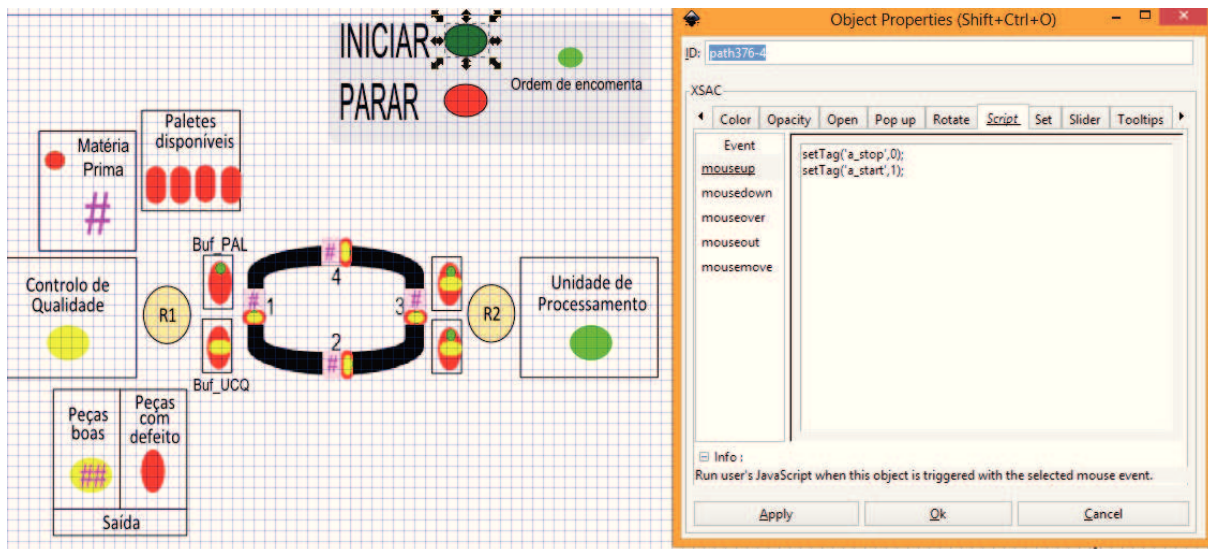 INICIAR
PARAR
Ordem de encomenta
Matéria
Prima
#
Paletes
disponíveis
Buf_PAL
#
4
Controlo de
Qualidade
R1
#
1
3
#
R2
Unidade de
Processamento
2
#
Buf_UCQ
Peças
boas
##
Peças
com
defeito
Saída
Object Properties (Shift+Ctrl+O)
ID: path376-4
XSAC
Color Opacity Open Pop up Rotate Script Set Slider Tooltips
Event
mouseup
mousedown
mouseover
mouseout
mousemove
setTag('a_stop',0);
setTag('a_start',1);
Info :
Run user's JavaScript when this object is triggered with the selected mouse event.
Apply Ok Cancel